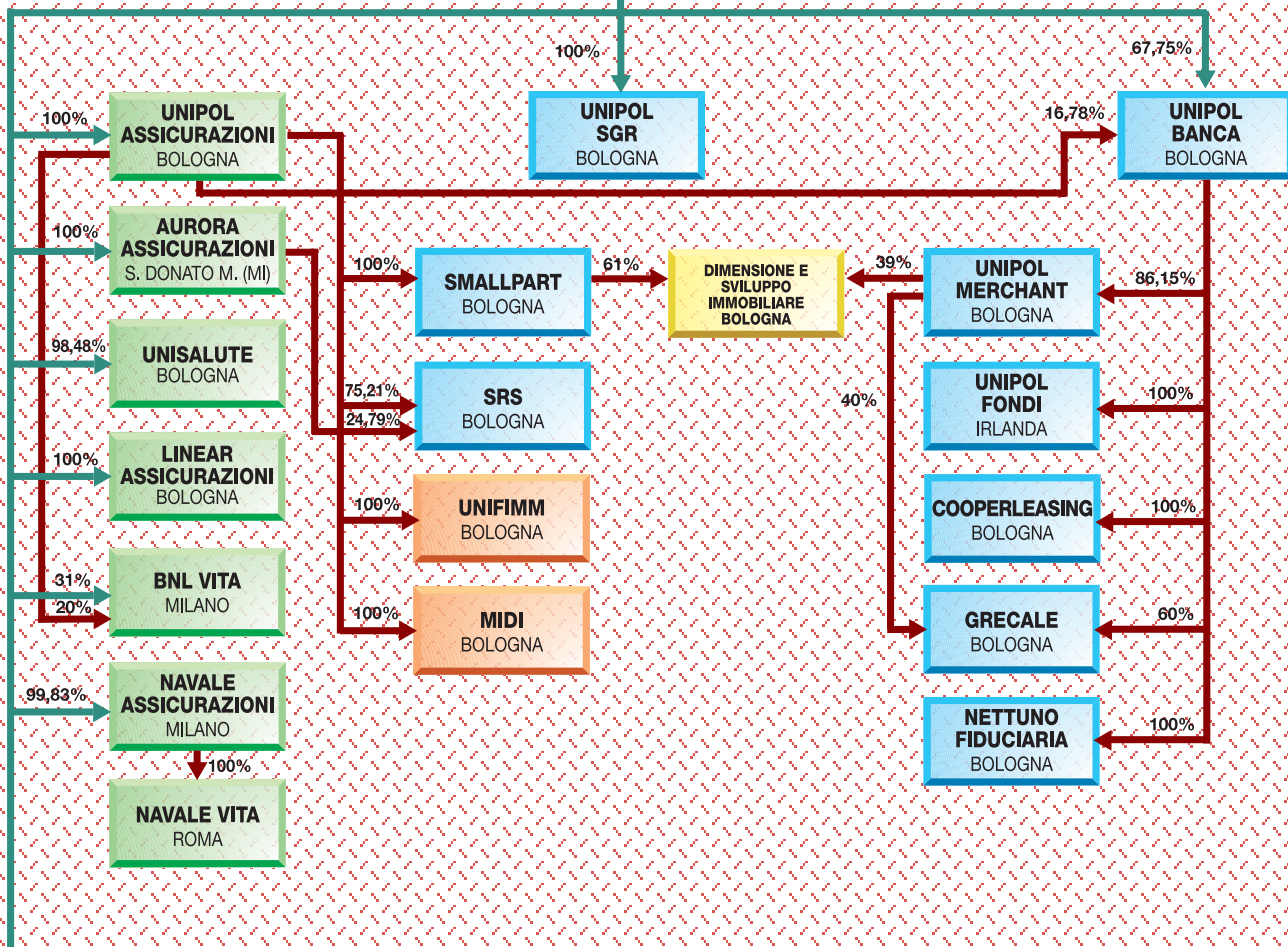 100%
67,75%
UNIPOL
ASSICURAZIONI
BOLOGNA
100%
UNIPOL
SGR
BOLOGNA
16,78%
UNIPOL
BANCA
BOLOGNA
AURORA
ASSICURAZIONI
S. DONATO M. (MI)
100%
100%
SMALLPART
BOLOGNA
61%
DIMENSIONE E
SVILUPPO
IMMOBILIARE
BOLOGNA
39%
UNIPOL
MERCHANT
BOLOGNA
86,15%
98,48%
UNISALUTE
BOLOGNA
75,21%
24,79%
SRS
BOLOGNA
40%
UNIPOL
FONDI
IRLANDA
100%
100%
LINEAR
ASSICURAZIONI
BOLOGNA
100%
UNIFIMM
BOLOGNA
COOPERLEASING
BOLOGNA
100%
31%
20%
BNL VITA
MILANO
100%
MIDI
BOLOGNA
GRECALE
BOLOGNA
60%
99,83%
NAVALE
ASSICURAZIONI
MILANO
NETTUNO
FIDUCIARIA
BOLOGNA
100%
100%
NAVALE VITA
ROMA